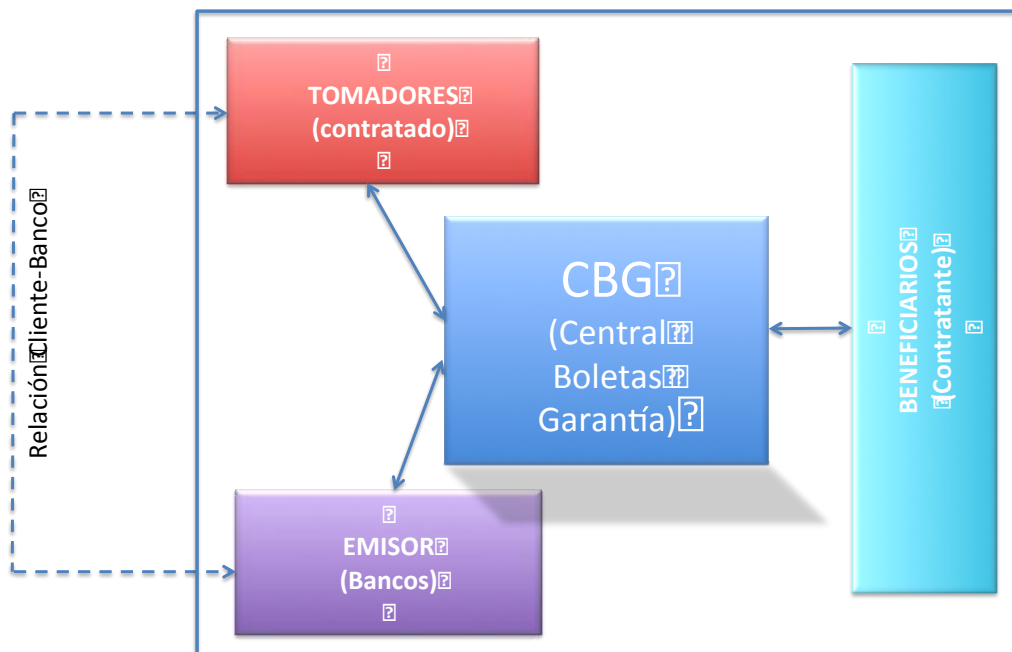 TOMADORES
(contratado)
Relación Cliente-Banco
CBG
(Central
Boletas
Garantía)
BENEFICIARIOS
(Contratante)
EMISOR
(Bancos)